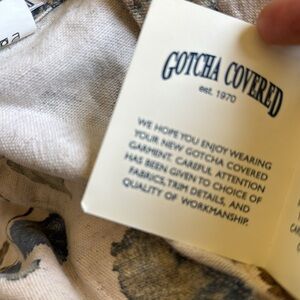 GOTCHA COVERED
est. 1970
WE HOPE YOU ENJOY WEARING
YOUR NEW GOTCHA COVERED
GARMENT. CAREFUL ATTENTION
HAS BEEN GIVEN TO CHOICE OF
FABRICS, TRIM DETAILS, AND
QUALITY OF WORKMANSHIP.